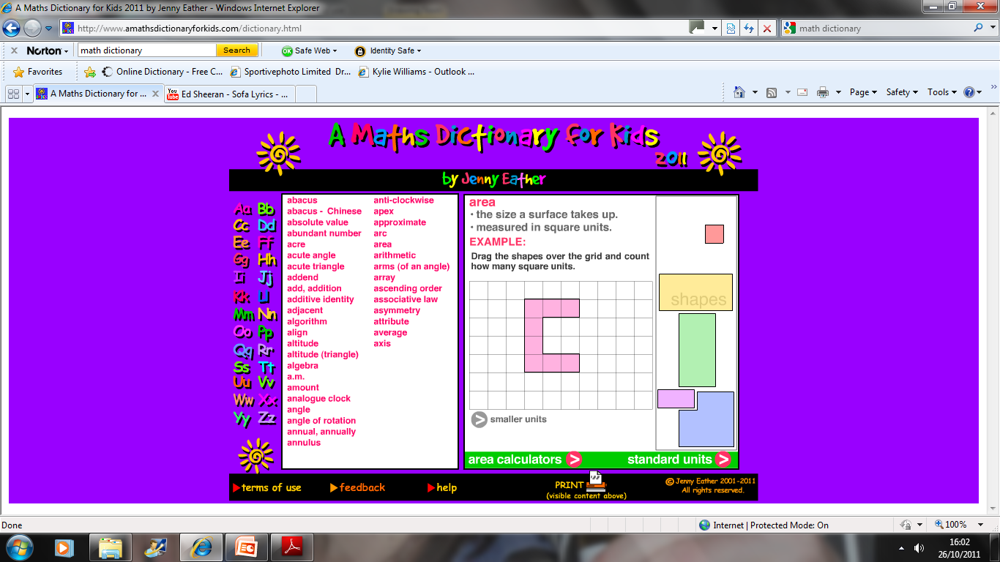 A Maths Dictionary for Kids 2011 by Jenny Eather - Windows Internet Explorer
http://www.amathsdictionaryforkids.com/dictionary.html
math dictionary
Norton
math dictionary
Search
OK
Safe Web
Identity Safe
Favorites
Online Dictionary - Free C...
Sportivephoto Limited Dr...
Kylie Williams - Outlook ...
A Maths Dictionary for ...
You Tube
Ed Sheeran - Sofa Lyrics - ...
Page
Safety
Tools
A Maths Dictionary for Kids
2011
by Jenny Eather
Aa Bb
Cc Dd
Ee Ff
Gg Hh
Ii Jj
Kk Ll
Mm Nn
Oo Pp
Qq Rr
Ss Tt
Uu Vv
Ww Xx
Yy Zz
abacus
abacus - Chinese
absolute value
abundant number
acre
acute angle
acute triangle
addend
add, addition
additive identity
adjacent
algorithm
align
altitude
altitude (triangle)
algebra
a.m.
amount
analogue clock
angle
angle of rotation
annual, annually
annulus
anti-clockwise
apex
approximate
arc
area
arithmetic
arms (of an angle)
array
ascending order
associative law
asymmetry
attribute
average
axis
area
• the size a surface takes up.
• measured in square units.
EXAMPLE:
Drag the shapes over the grid and count
how many square units.
shapes
smaller units
area calculators
standard units
terms of use
feedback
help
PRINT
(visible content above)
© Jenny Eather 2001-2011
All rights reserved.
Done
Internet | Protected Mode: On
100%
16:02
26/10/2011